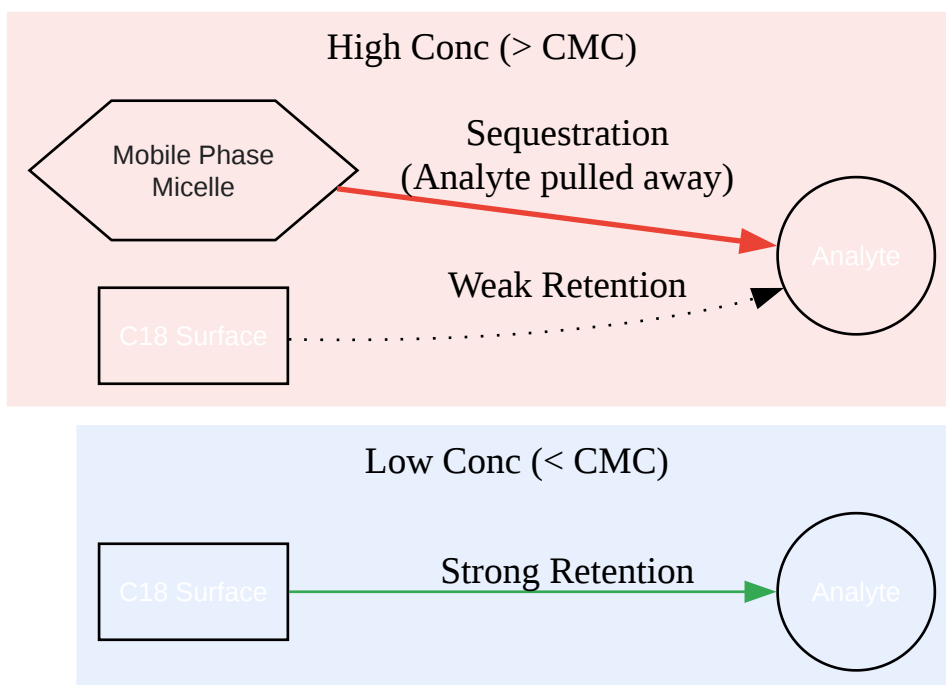 High Conc (> CMC)
Mobile Phase
Micelle
Sequestration
(Analyte pulled away)
Analyte
Weak Retention
C18 Surface
Low Conc (< CMC)
C18 Surface
Strong Retention
Analyte